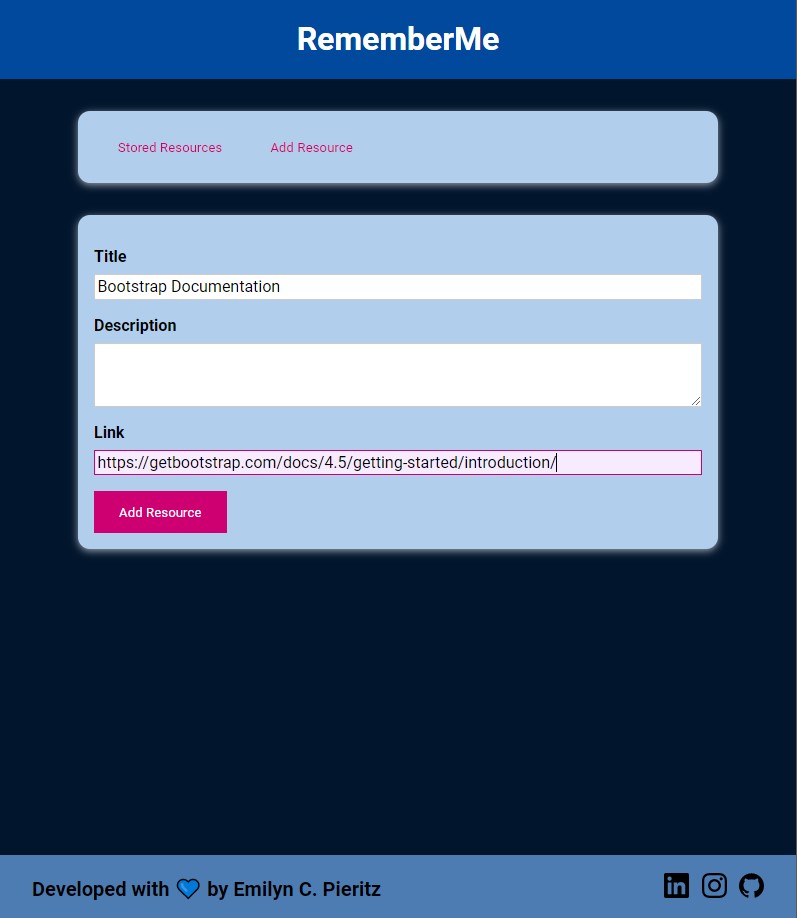 RememberMe
Stored Resources Add Resource
Title
Bootstrap Documentation
Description
Link
https://getbootstrap.com/docs/4.5/getting-started/introduction/
Add Resource
Developed with 💙 by Emilyn C. Pieritz